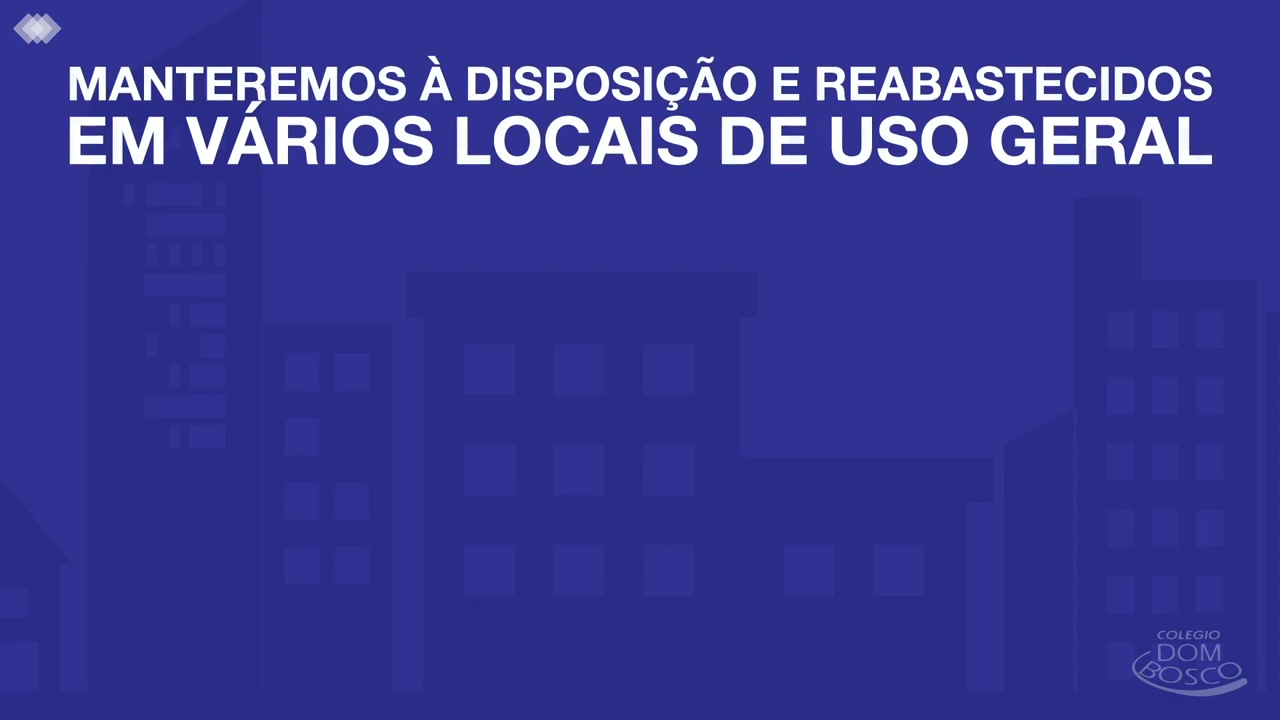 MANTEREMOS À DISPOSIÇÃO E REABASTECIDOS
EM VÁRIOS LOCAIS DE USO GERAL
COLEGIO
DOM
BOSCO